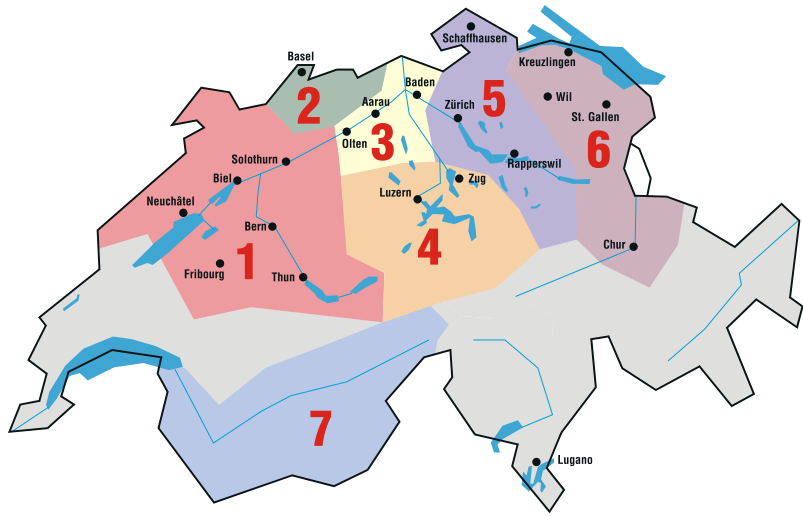 Schaffhausen
Basel
Kreuzlingen
Baden
2
Aarau
Zürich
5
Wil
St. Gallen
Olten
3
6
Solothurn
Rapperswil
Biel
Zug
Luzern
Neuchâtel
Bern
4
Chur
Fribourg
1
Thun
7
Lugano